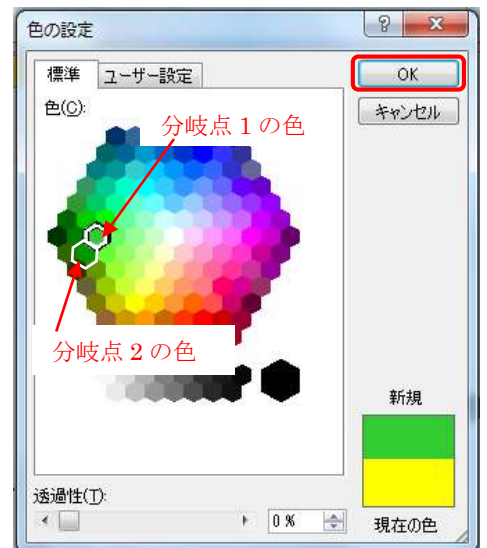 色の設定
標準 ユーザー設定
OK
キャンセル
色(C):
分岐点 1 の色
分岐点 2 の色
新規
現在の色
透過性(T):
0 %